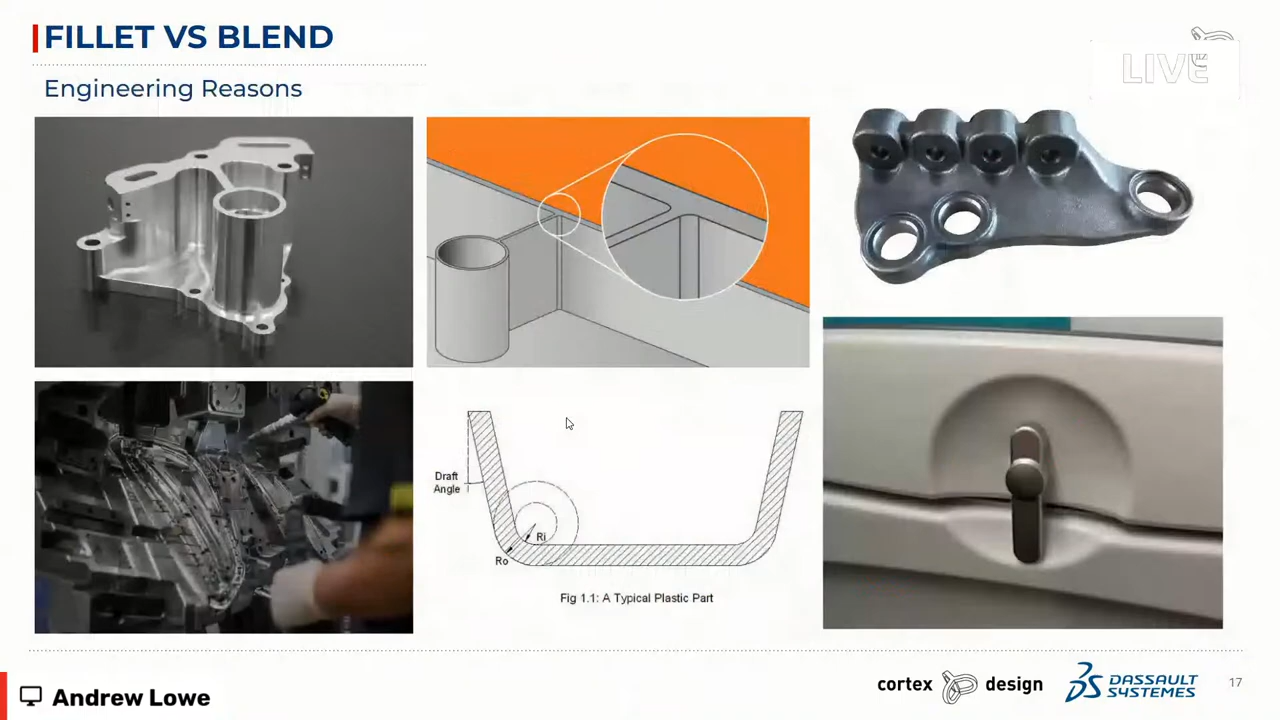 FILLET VS BLEND
Engineering Reasons
LIVE
Draft
Angle
Ri
Ro
Fig 1.1: A Typical Plastic Part
Andrew Lowe
cortex design
DASSAULT
SYSTEMES
17